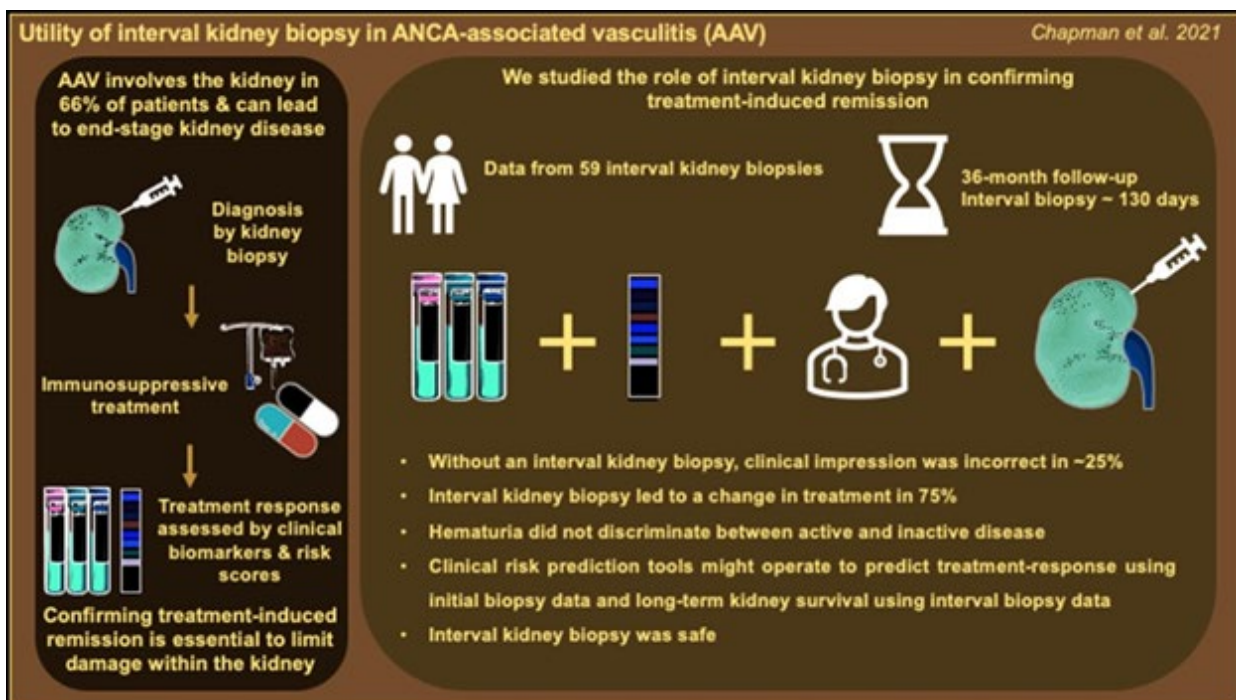 Utility of interval kidney biopsy in ANCA-associated vasculitis (AAV)
Chapman et al. 2021
AAV involves the kidney in
66% of patients & can lead
to end-stage kidney disease
Diagnosis
by kidney
biopsy
Immunosuppressive
treatment
Treatment response
assessed by clinical
biomarkers & risk
scores
Confirming treatment-induced
remission is essential to limit
damage within the kidney
We studied the role of interval kidney biopsy in confirming
treatment-induced remission
Data from 59 interval kidney biopsies
36-month follow-up
Interval biopsy ~ 130 days
+ + +
• Without an interval kidney biopsy, clinical impression was incorrect in ~25%
• Interval kidney biopsy led to a change in treatment in 75%
• Hematuria did not discriminate between active and inactive disease
• Clinical risk prediction tools might operate to predict treatment-response using
initial biopsy data and long-term kidney survival using interval biopsy data
• Interval kidney biopsy was safe